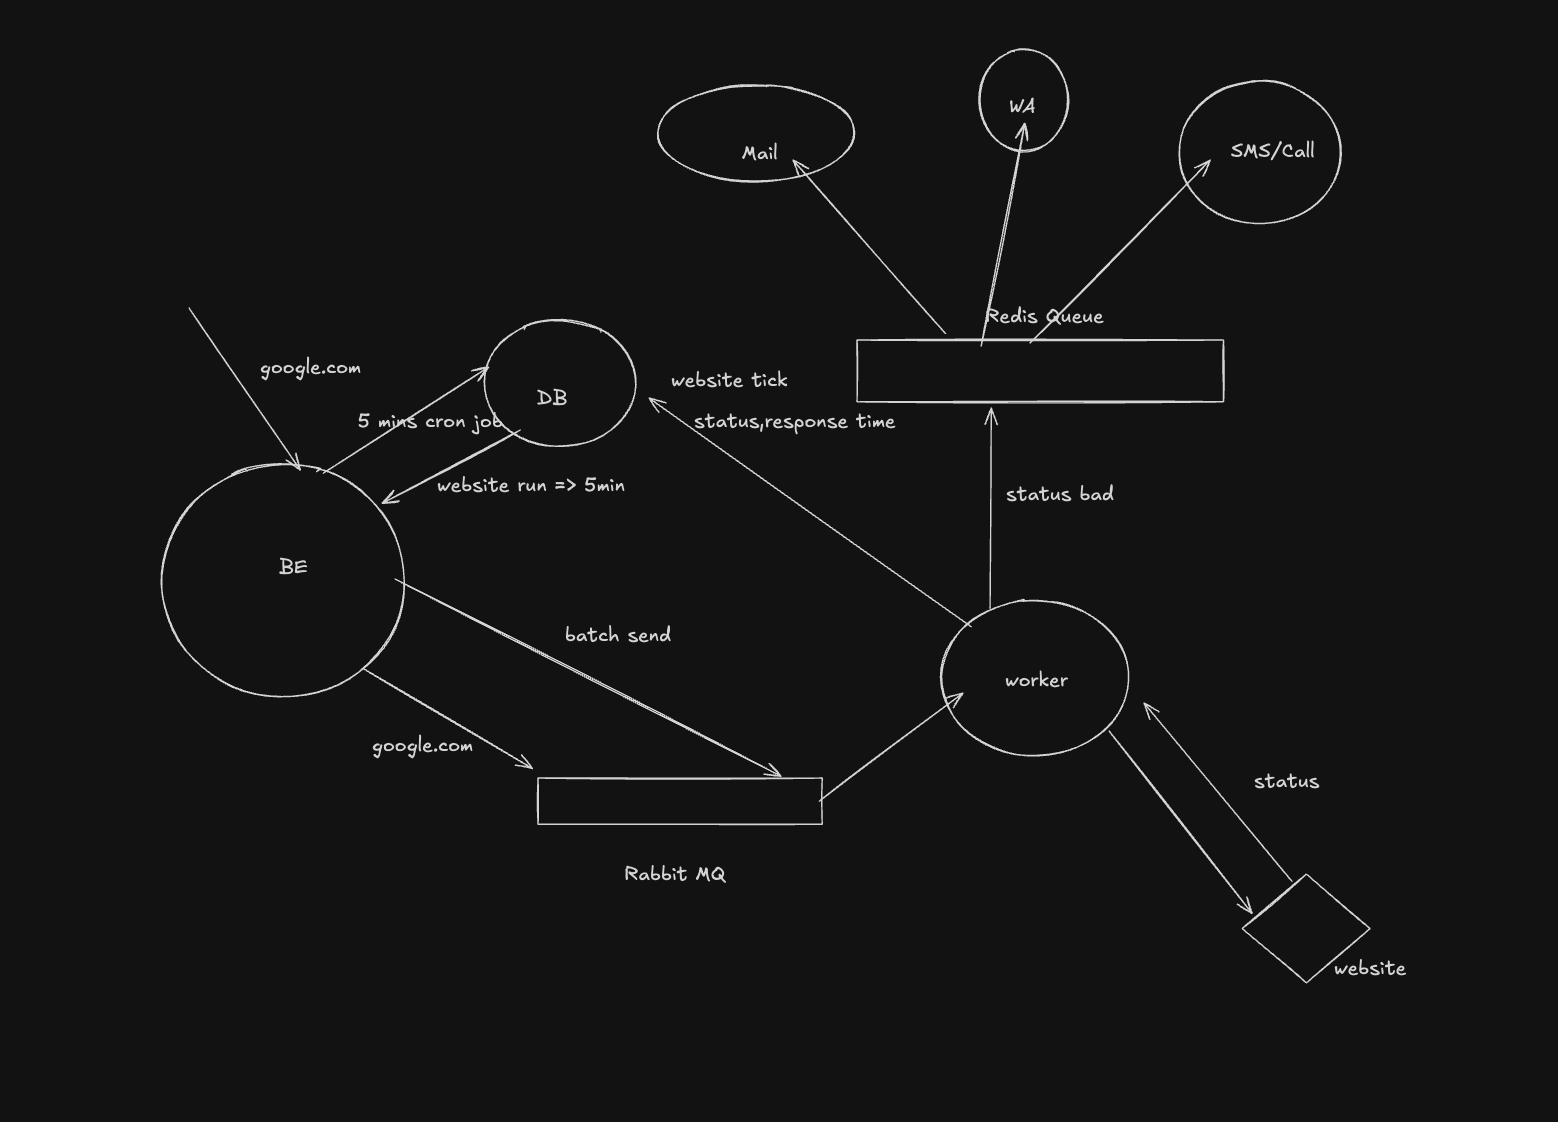 WA
Mail
SMS/Call
Redis Queue
google.com
DB
website tick
5 mins cron job
status,response time
website run => 5min
status bad
BE
batch send
worker
google.com
status
Rabbit MQ
website